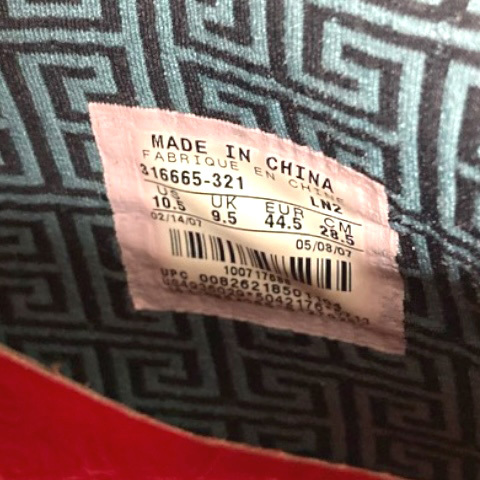 MADE IN CHINA
FABRIQUE EN CHINE
316665-321 LN2
US UK EUR CM
10.5 9.5 44.5 28.5
02/14/07 05/08/07
UPC